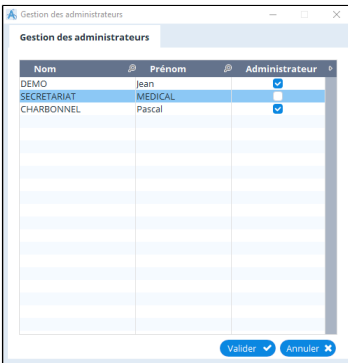 Gestion des administrateurs
Gestion des administrateurs
Nom Prénom Administrateur
DEMO Jean
SECRETARIAT MEDICAL
CHARBONNEL Pascal
Valider Annuler